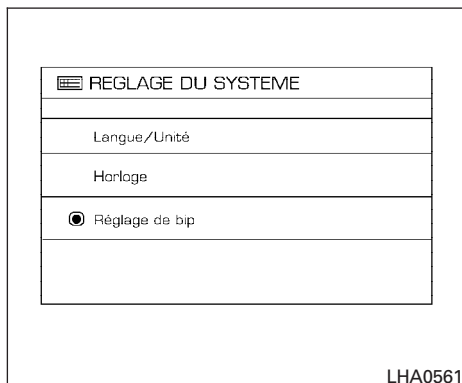 REGLAGE DU SYSTEME
Langue/Unité
Horloge
Réglage de bip
LHA0561